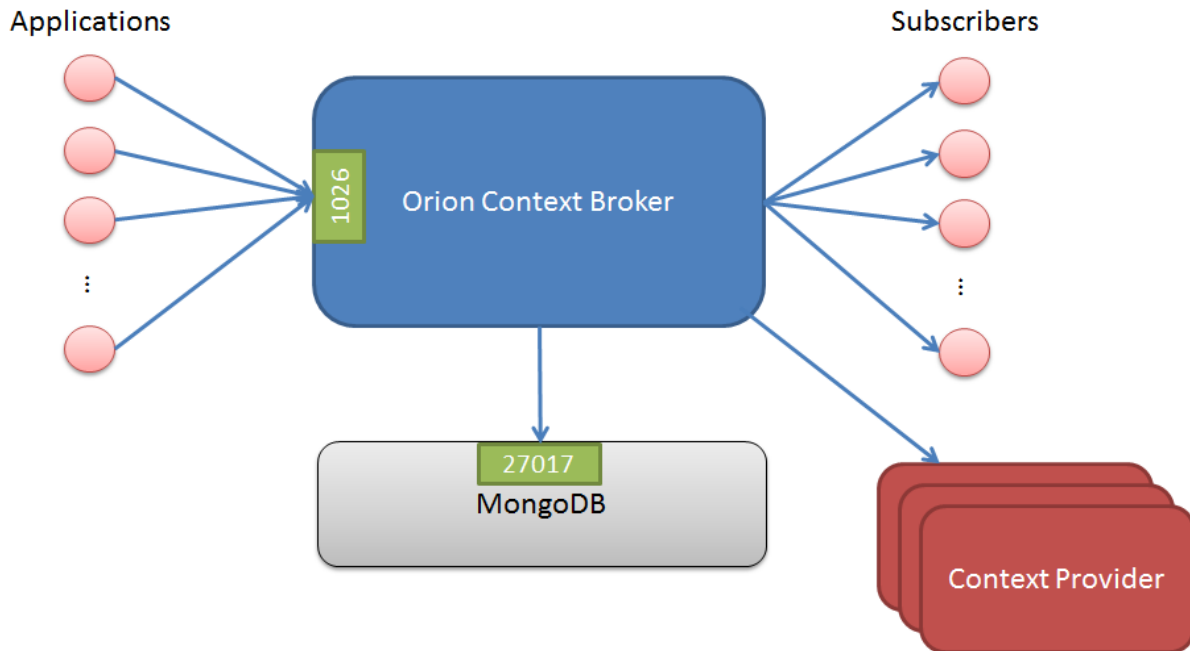 Applications
Subscribers
1026
Orion Context Broker
...
...
27017
MongoDB
Context Provider